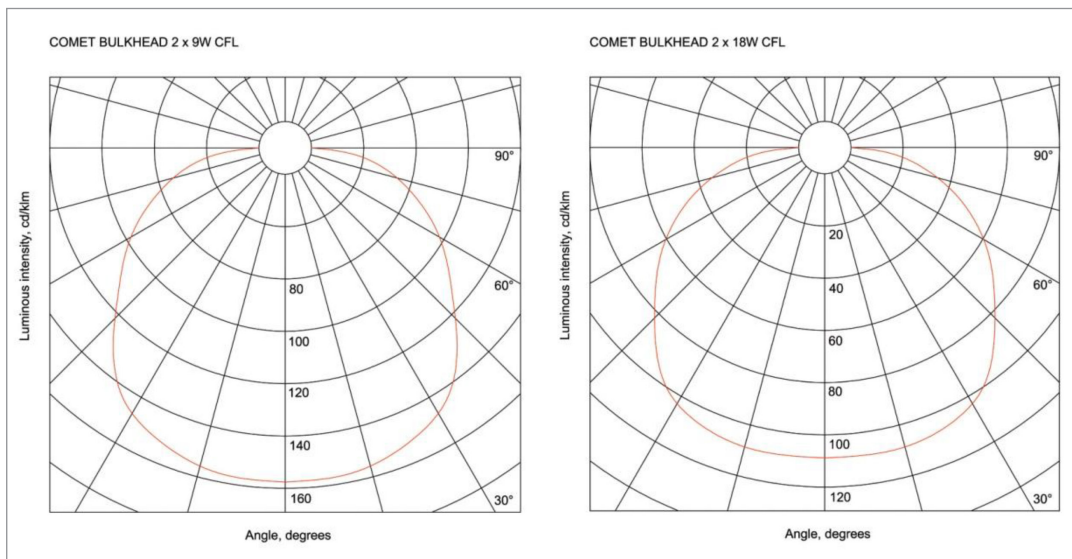 COMET BULKHEAD 2 x 9W CFL
Luminous intensity, cd/klm
90°
60°
30°
80
100
120
140
160
Angle, degrees
COMET BULKHEAD 2 x 18W CFL
Luminous intensity, cd/klm
90°
60°
30°
20
40
60
80
100
120
Angle, degrees